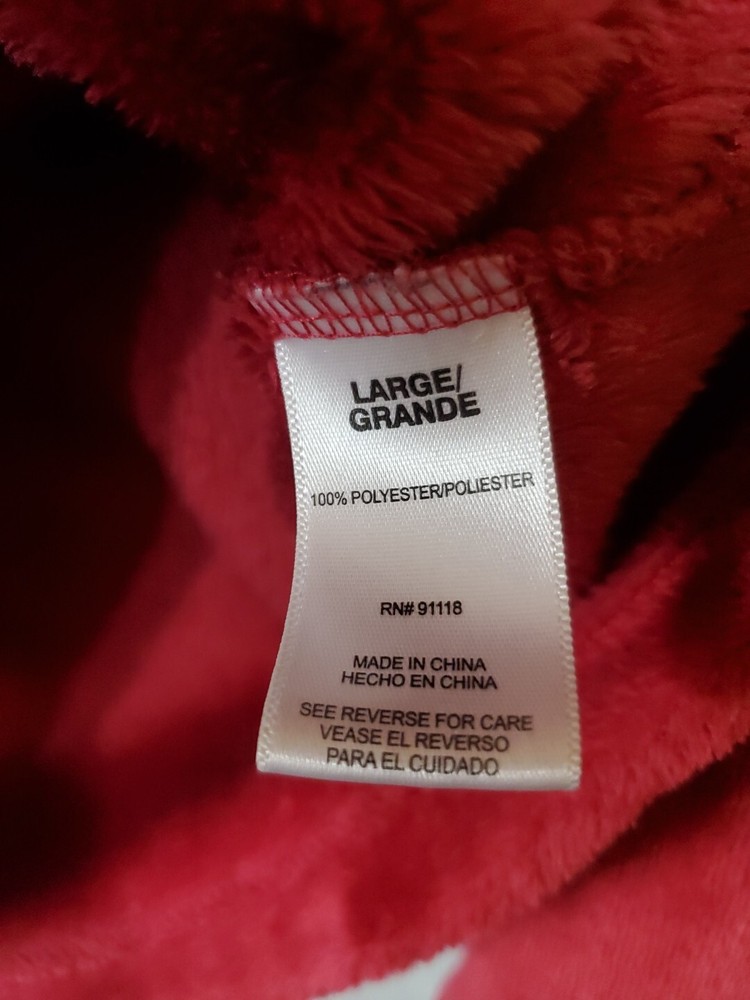 LARGE/
GRANDE
100% POLYESTER/POLIESTER
RN# 91118
MADE IN CHINA
HECHO EN CHINA
SEE REVERSE FOR CARE
VEASE EL REVERSO
PARA EL CUIDADO